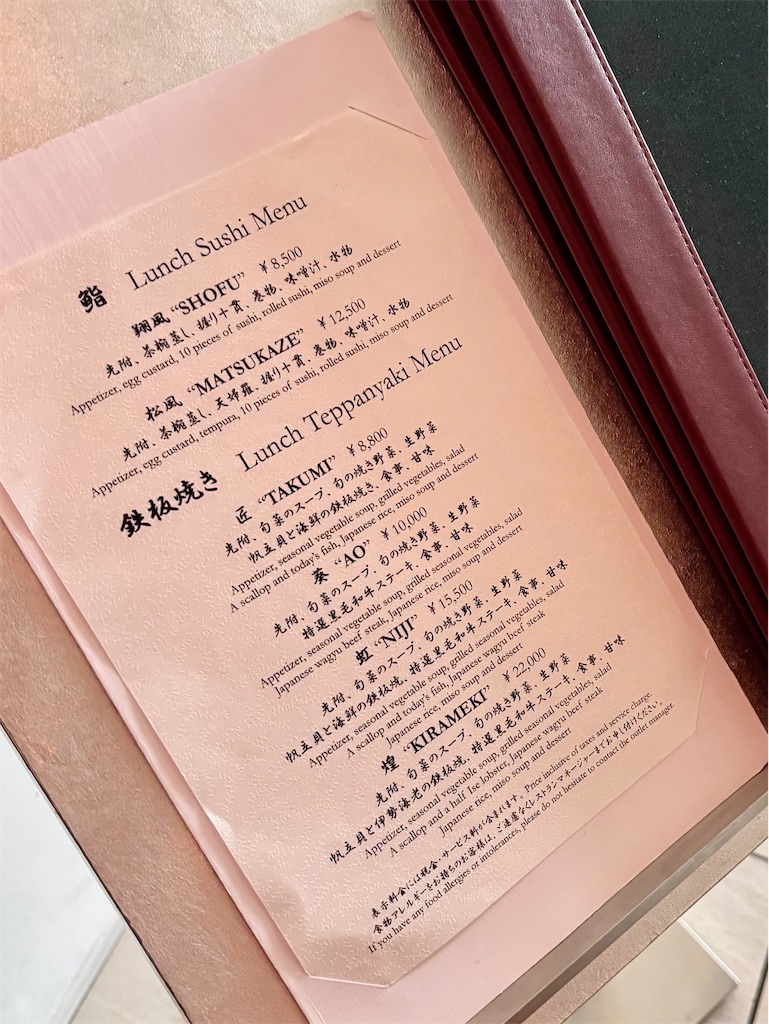 鮨 Lunch Sushi Menu
翔風 “SHOFU” ¥8,500
先附、茶椀蒸し、握り十貫、巻物、味噌汁、水物
Appetizer, egg custard, 10 pieces of sushi, rolled sushi, miso soup and dessert
松風 “MATSUKAZE” ¥12,500
先附、茶椀蒸し、天婦羅、握り十貫、巻物、味噌汁、水物
Appetizer, egg custard, tempura, 10 pieces of sushi, rolled sushi, miso soup and dessert
鉄板焼き Lunch Teppanyaki Menu
匠 “TAKUMI” ¥8,800
先附、旬菜のスープ、旬の焼き野菜、生野菜
帆立貝と海鮮の鉄板焼き、食事、甘味
Appetizer, seasonal vegetable soup, grilled vegetables, salad
A scallop and today's fish, Japanese rice, miso soup and dessert
葵 “AO” ¥10,000
先附、旬菜のスープ、旬の焼き野菜、生野菜
特選黒毛和牛ステーキ、食事、甘味
Appetizer, seasonal vegetable soup, grilled seasonal vegetables, salad
Japanese wagyu beef steak, Japanese rice, miso soup and dessert
虹 “NIJI” ¥15,500
先附、旬菜のスープ、旬の焼き野菜、生野菜
帆立貝と海鮮の鉄板焼、特選黒毛和牛ステーキ、食事、甘味
Appetizer, seasonal vegetable soup, grilled seasonal vegetables, salad
A scallop and today's fish, Japanese wagyu beef steak
Japanese rice, miso soup and dessert
煌 “KIRAMEKI” ¥22,000
先附、旬菜のスープ、旬の焼き野菜、生野菜
帆立貝と伊勢海老の鉄板焼、特選黒毛和牛ステーキ、食事、甘味
Appetizer, seasonal vegetable soup, grilled seasonal vegetables, salad
A scallop and a half Ise lobster, Japanese wagyu beef steak
Japanese rice, miso soup and dessert
表示料金には税金・サービス料が含まれます。Price inclusive of taxes and service charge.
食物アレルギーをお持ちのお客様は、ご遠慮なくレストランマネージャーまでお申し付けください。
If you have any food allergies or intolerances, please do not hesitate to contact the outlet manager.